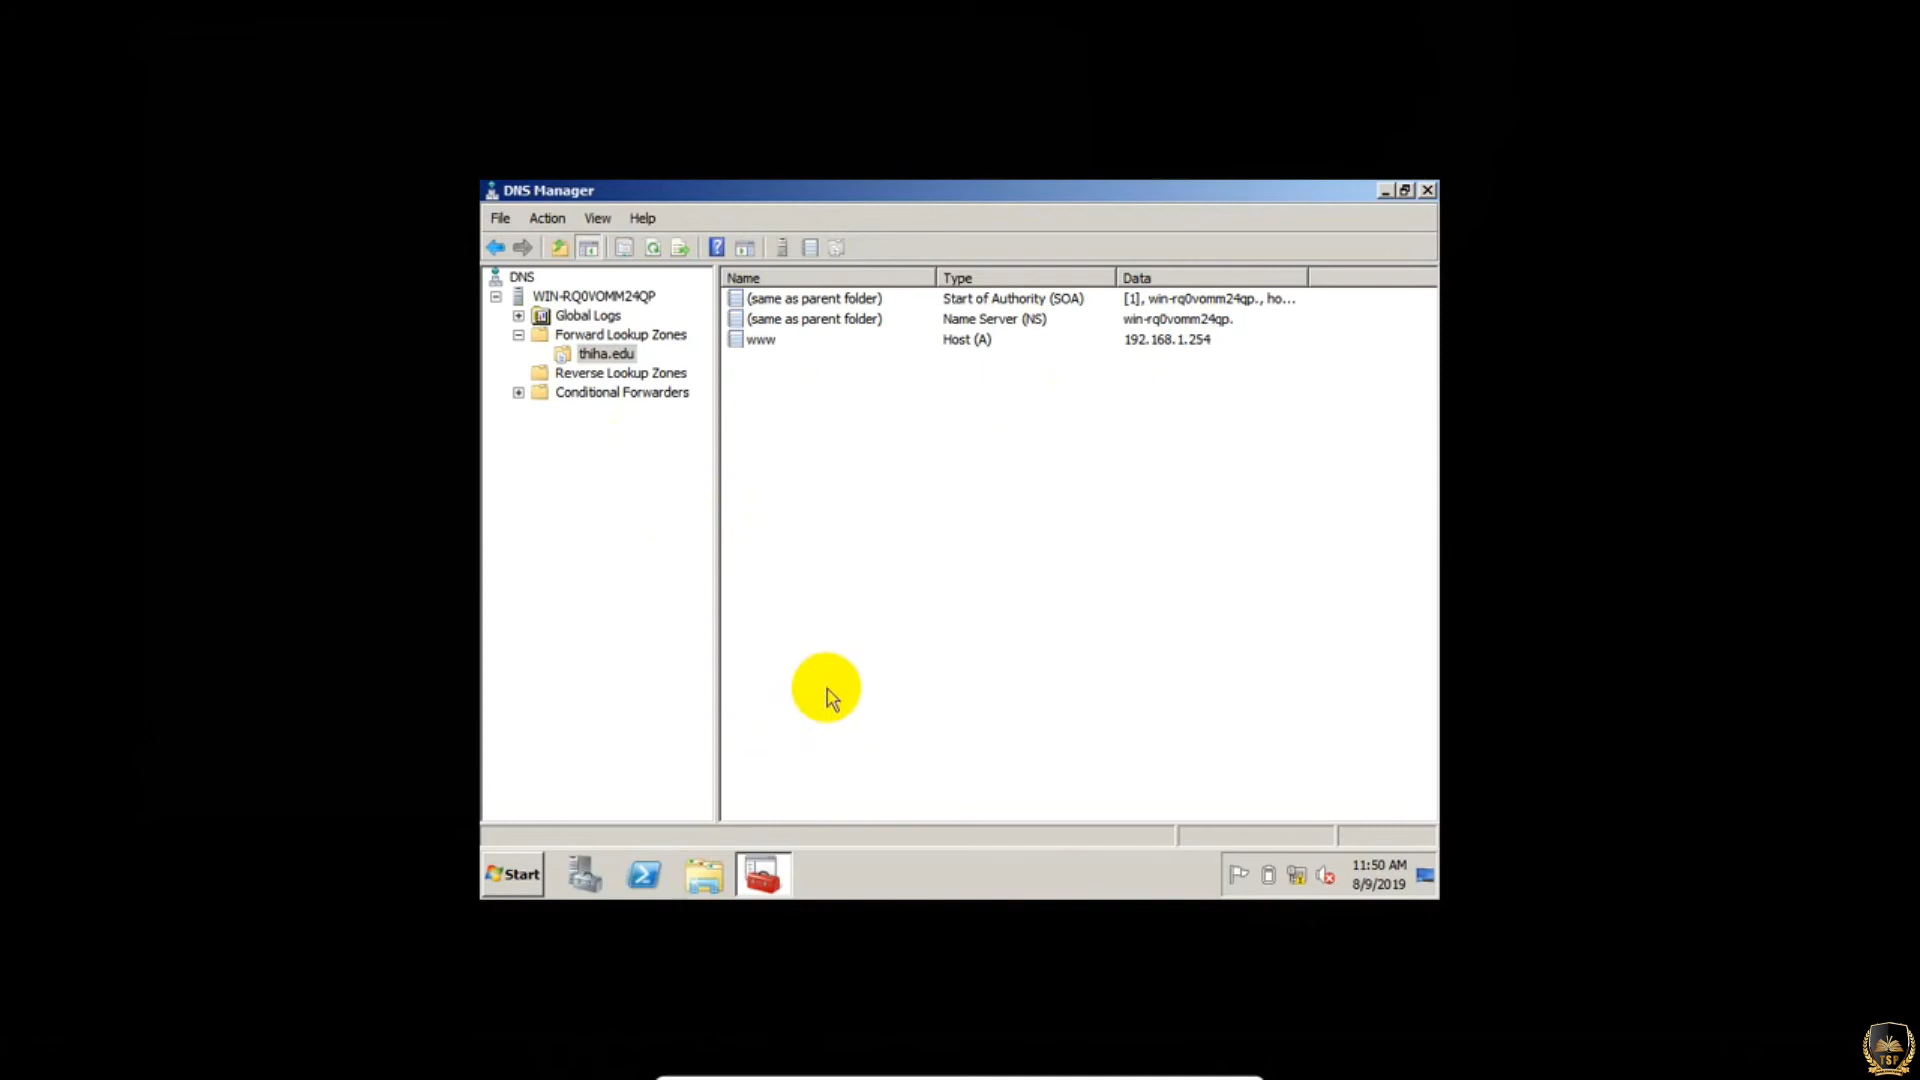 DNS Manager
File Action View Help
DNS
WIN-RQ0VOMM24QP
Global Logs
Forward Lookup Zones
thiha.edu
Reverse Lookup Zones
Conditional Forwarders
Name Type Data
(same as parent folder) Start of Authority (SOA) [1], win-rq0vomm24qp., ho...
(same as parent folder) Name Server (NS) win-rq0vomm24qp.
www Host (A) 192.168.1.254
Start
11:50 AM
8/9/2019
TSP